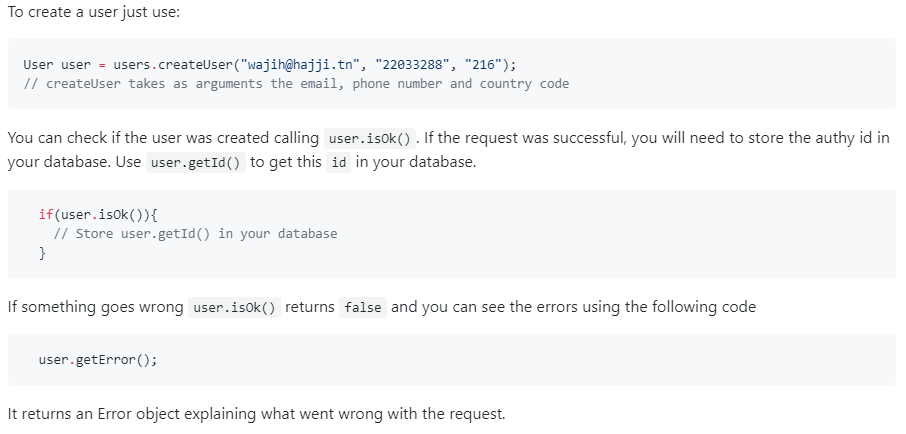 To create a user just use:
User user = users.createUser("wajih@hajji.tn", "22033288", "216");
// createUser takes as arguments the email, phone number and country code
You can check if the user was created calling user.isOk() . If the request was successful, you will need to store the authy id in
your database. Use user.getId() to get this id in your database.
if(user.isOk()){
// Store user.getId() in your database
}
If something goes wrong user.isOk() returns false and you can see the errors using the following code
user.getError();
It returns an Error object explaining what went wrong with the request.